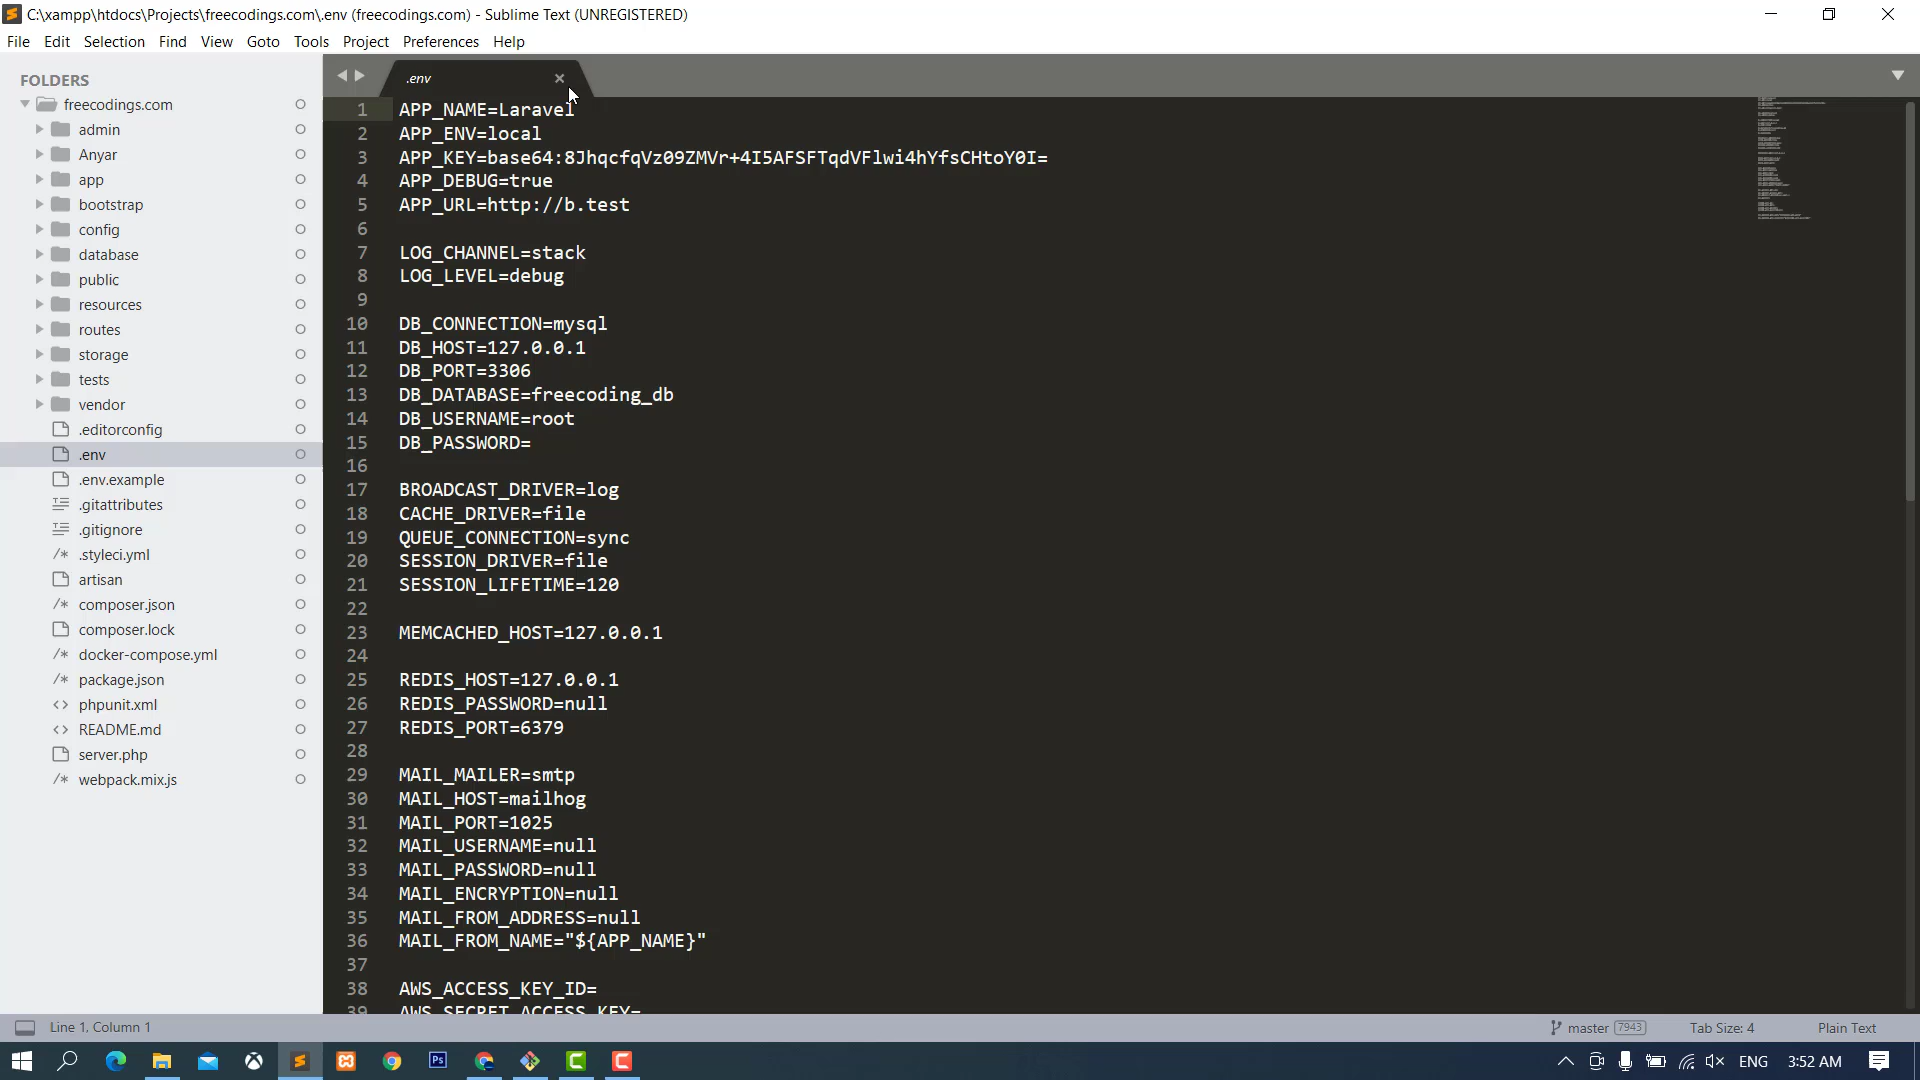 C:\xampp\htdocs\Projects\freecodings.com\.env (freecodings.com) - Sublime Text (UNREGISTERED)
File Edit Selection Find View Goto Tools Project Preferences Help
FOLDERS
freecodings.com
admin
Anyar
app
bootstrap
config
database
public
resources
routes
storage
tests
vendor
.editorconfig
.env
.env.example
.gitattributes
.gitignore
.styleci.yml
artisan
composer.json
composer.lock
docker-compose.yml
package.json
phpunit.xml
README.md
server.php
webpack.mix.js
.env
1 APP_NAME=Laravel
2 APP_ENV=local
3 APP_KEY=base64:8JhqcfqVz09ZMVr+4I5AFSFTqdVFlwi4hYfsCHtoY0I=
4 APP_DEBUG=true
5 APP_URL=http://b.test
6
7 LOG_CHANNEL=stack
8 LOG_LEVEL=debug
9
10 DB_CONNECTION=mysql
11 DB_HOST=127.0.0.1
12 DB_PORT=3306
13 DB_DATABASE=freecoding_db
14 DB_USERNAME=root
15 DB_PASSWORD=
16
17 BROADCAST_DRIVER=log
18 CACHE_DRIVER=file
19 QUEUE_CONNECTION=sync
20 SESSION_DRIVER=file
21 SESSION_LIFETIME=120
22
23 MEMCACHED_HOST=127.0.0.1
24
25 REDIS_HOST=127.0.0.1
26 REDIS_PASSWORD=null
27 REDIS_PORT=6379
28
29 MAIL_MAILER=smtp
30 MAIL_HOST=mailhog
31 MAIL_PORT=1025
32 MAIL_USERNAME=null
33 MAIL_PASSWORD=null
34 MAIL_ENCRYPTION=null
35 MAIL_FROM_ADDRESS=null
36 MAIL_FROM_NAME="${APP_NAME}"
37
38 AWS_ACCESS_KEY_ID=
39 AWS_SECRET_ACCESS_KEY=
Line 1, Column 1 master 7943 Tab Size: 4 Plain Text
Ps ENG 3:52 AM